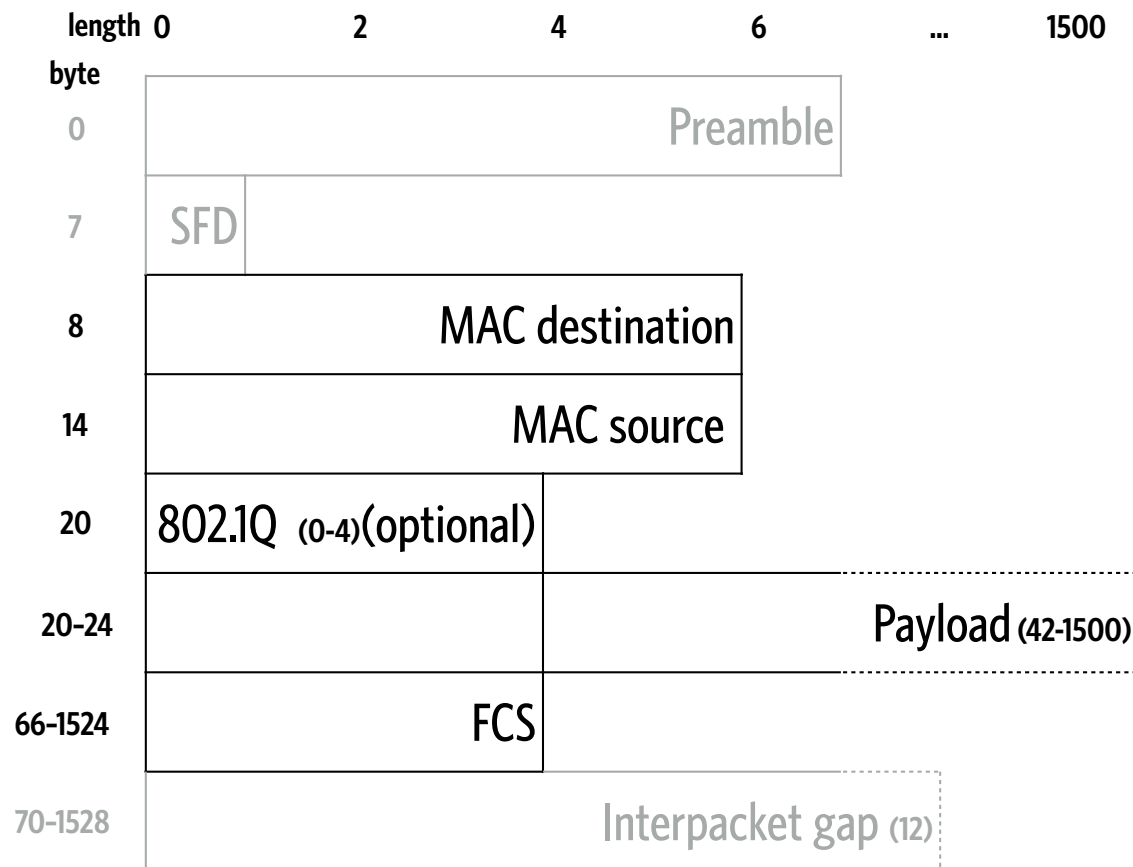 length 0 2 4 6 ... 1500
byte
0 Preamble
7 SFD
8 MAC destination
14 MAC source
20 802.1Q (0-4)(optional)
20-24 Payload (42-1500)
66-1524 FCS
70-1528 Interpacket gap (12)